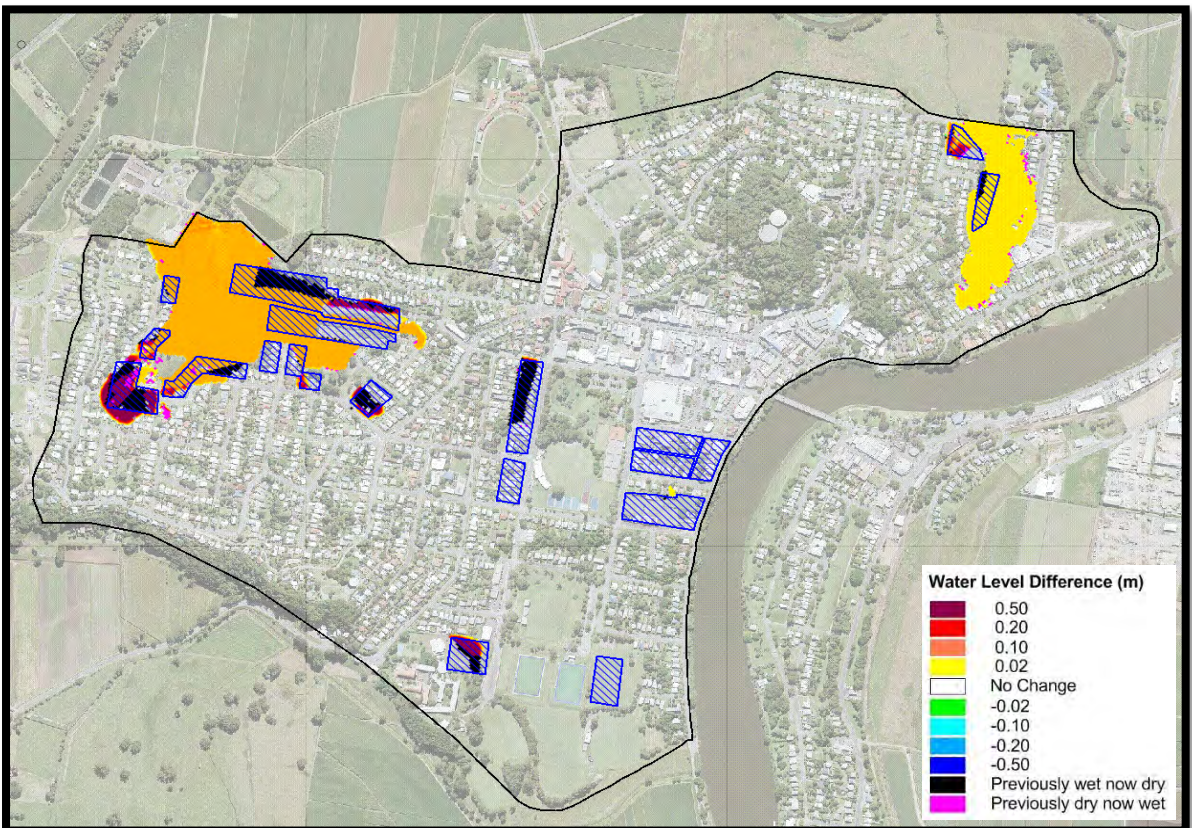 Water Level Difference (m)
0.50
0.20
0.10
0.02
No Change
-0.02
-0.10
-0.20
-0.50
Previously wet now dry
Previously dry now wet